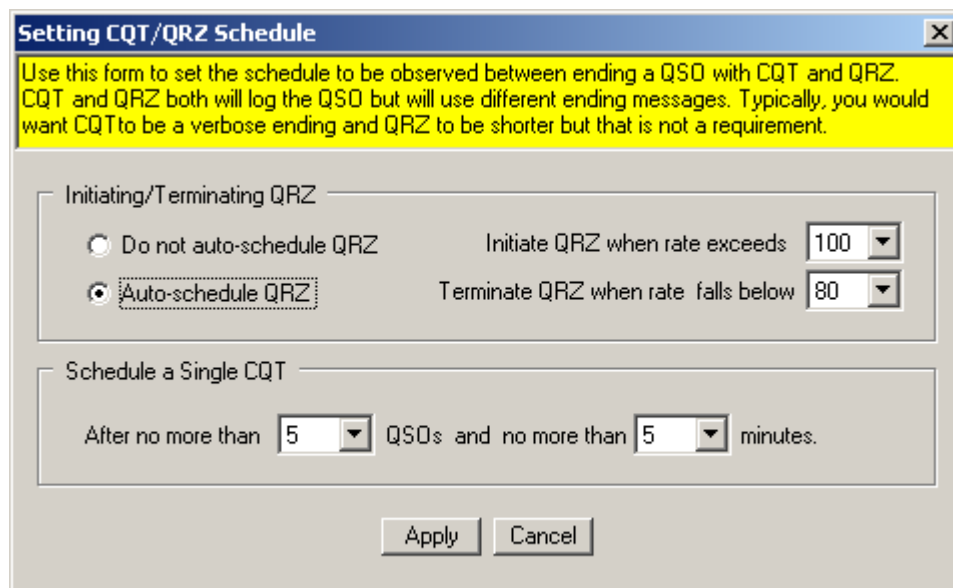 Setting CQT/QRZ Schedule
Use this form to set the schedule to be observed between ending a QSO with CQT and QRZ.
CQT and QRZ both will log the QSO but will use different ending messages. Typically, you would
want CQTto be a verbose ending and QRZ to be shorter but that is not a requirement.
Initiating/Terminating QRZ
Do not auto-schedule QRZ Initiate QRZ when rate exceeds 100
Auto-schedule QRZ Terminate QRZ when rate falls below 80
Schedule a Single CQT
After no more than 5 QSOs and no more than 5 minutes.
Apply Cancel